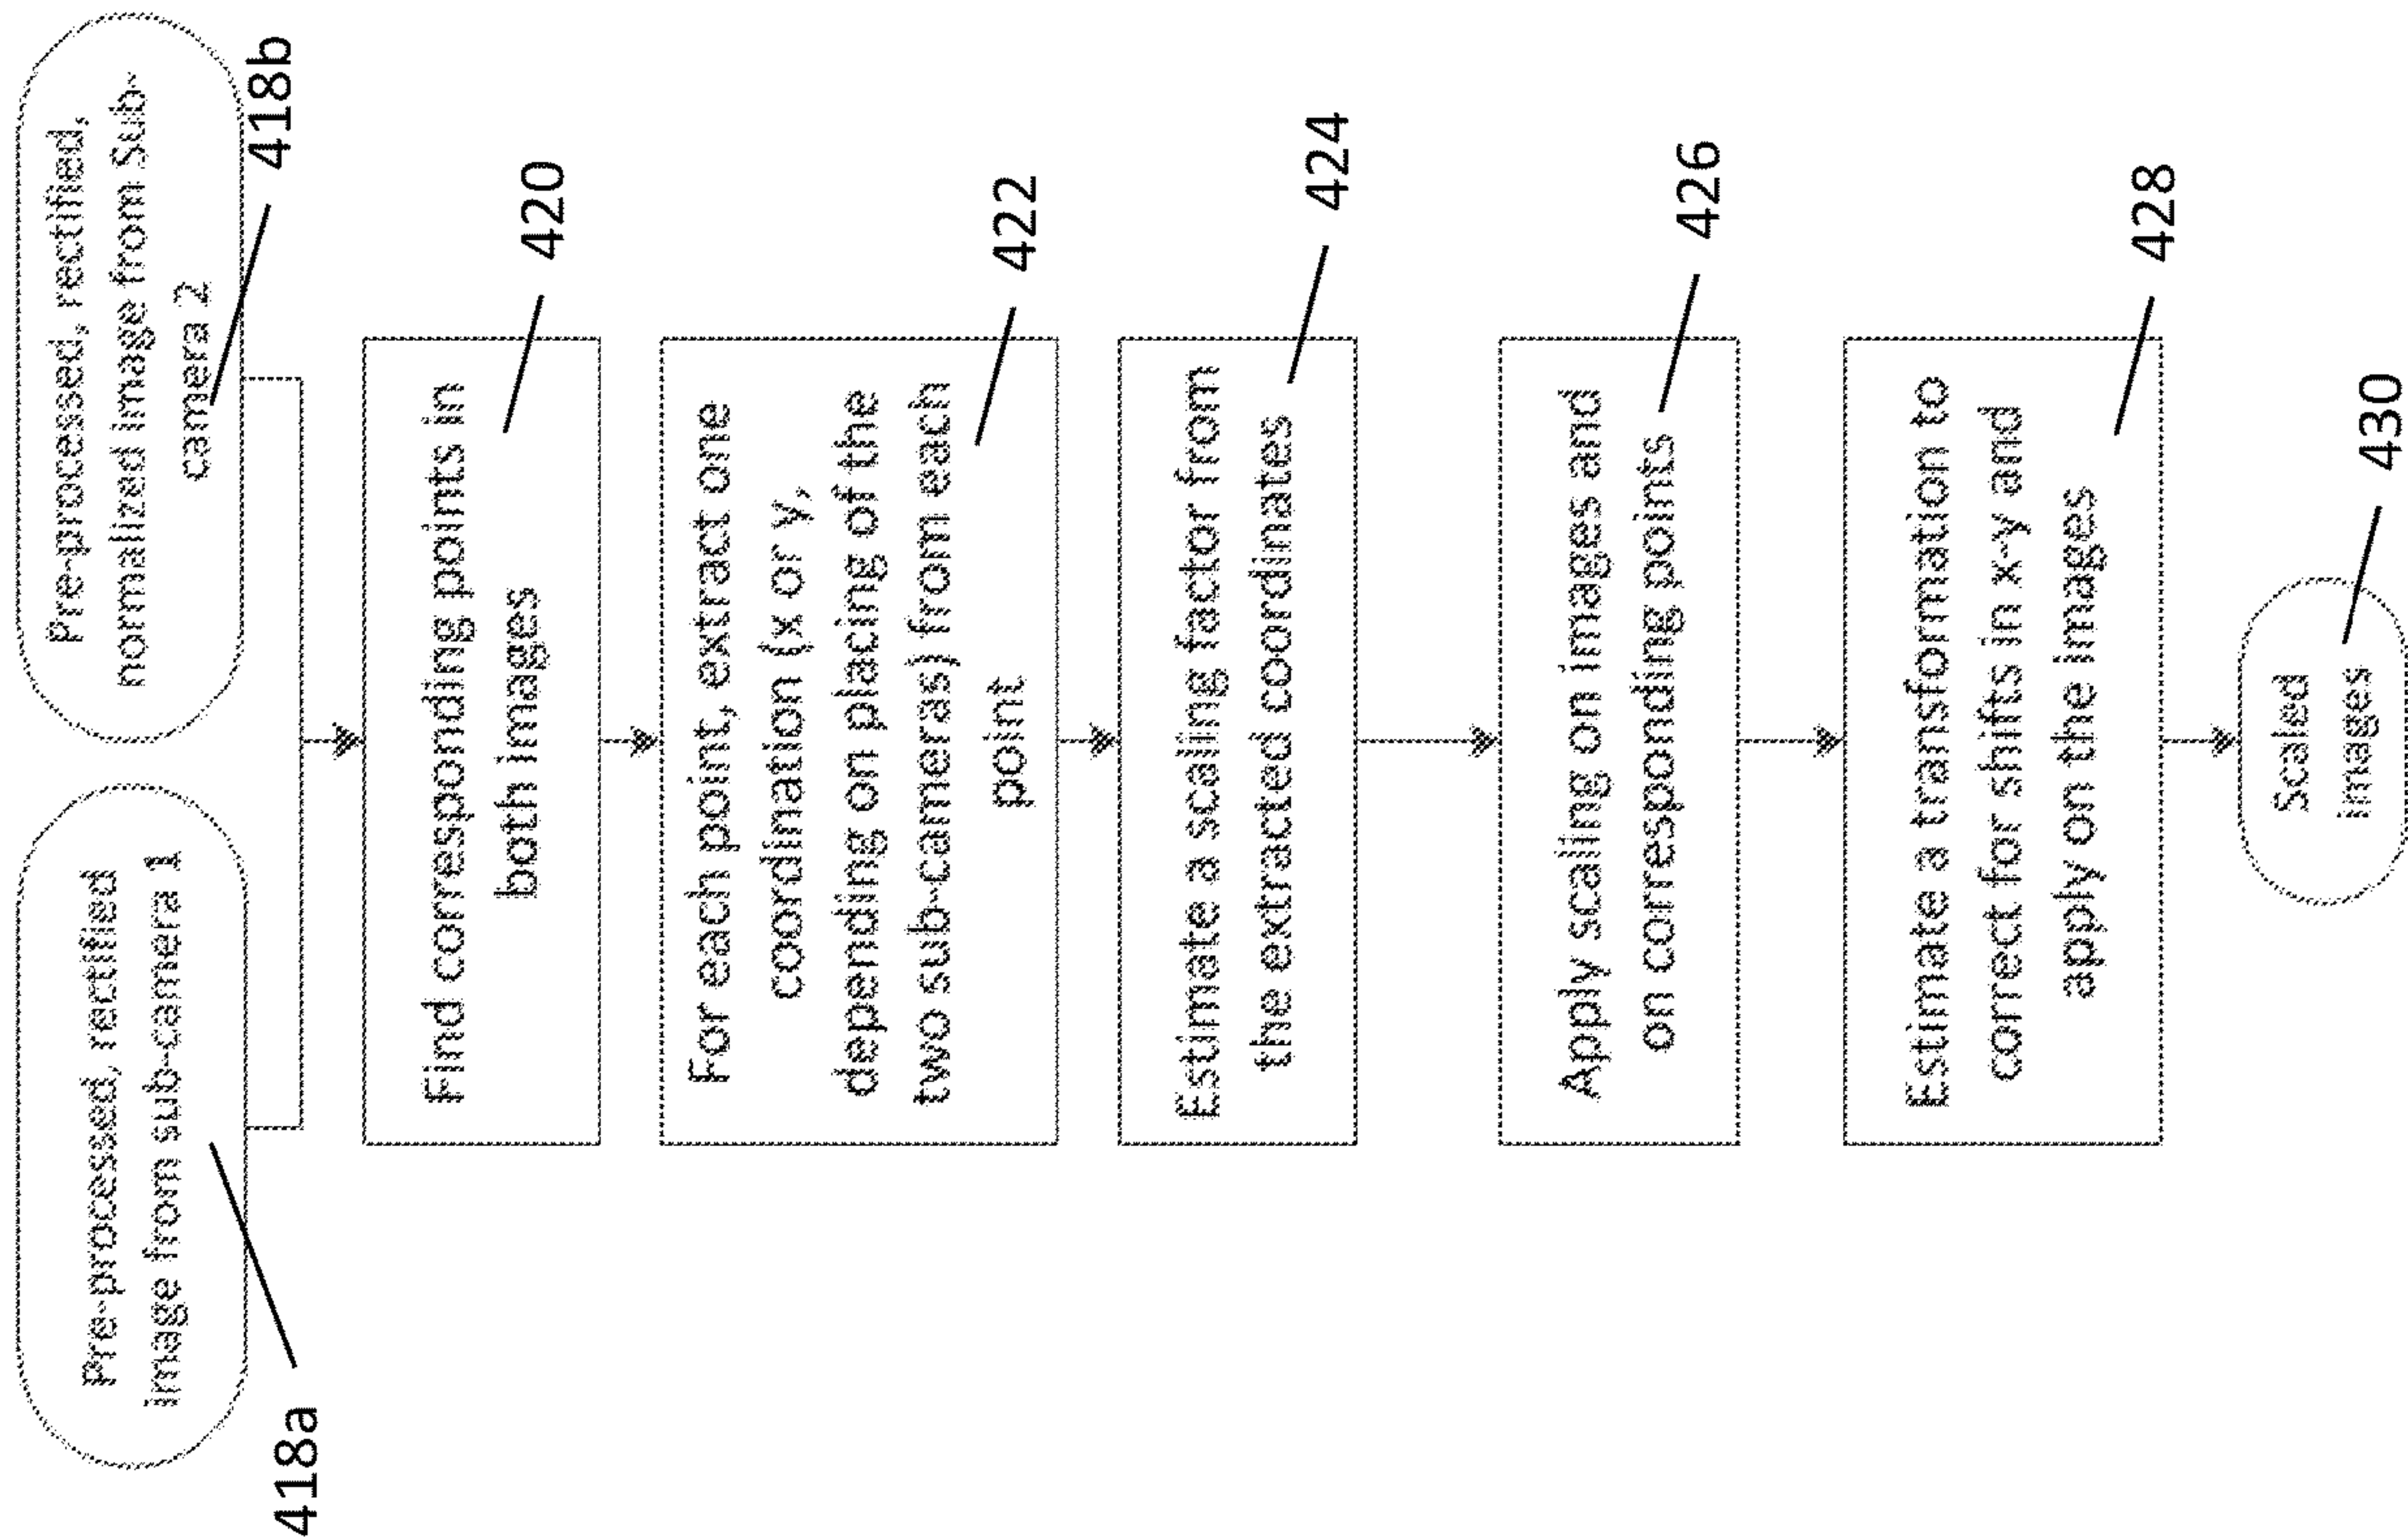 Pre-processed, rectified
image from sub-camera 1
418a
Pre-processed, rectified,
normalized image from Sub-
camera 2
418b
Find corresponding points in
both images
420
For each point, extract one
coordination (x or y,
depending on placing of the
two sub-cameras) from each
point
422
Estimate a scaling factor from
the extracted coordinates
424
Apply scaling on images and
on corresponding points
426
Estimate a transformation to
correct for shifts in x-y and
apply on the images
428
Scaled
images
430